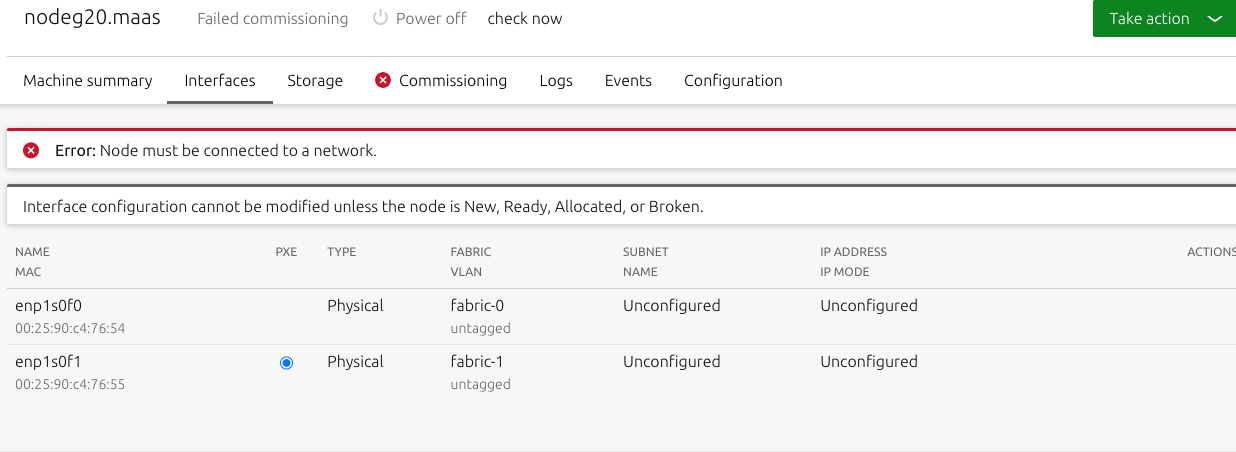 nodeg20.maas Failed commissioning Power off check now Take action
Machine summary Interfaces Storage Commissioning Logs Events Configuration
Error: Node must be connected to a network.
Interface configuration cannot be modified unless the node is New, Ready, Allocated, or Broken.
NAME PXE TYPE FABRIC SUBNET IP ADDRESS ACTIONS
MAC VLAN NAME IP MODE
enp1s0f0 Physical fabric-0 Unconfigured Unconfigured
00:25:90:c4:76:54 untagged
enp1s0f1 Physical fabric-1 Unconfigured Unconfigured
00:25:90:c4:76:55 untagged